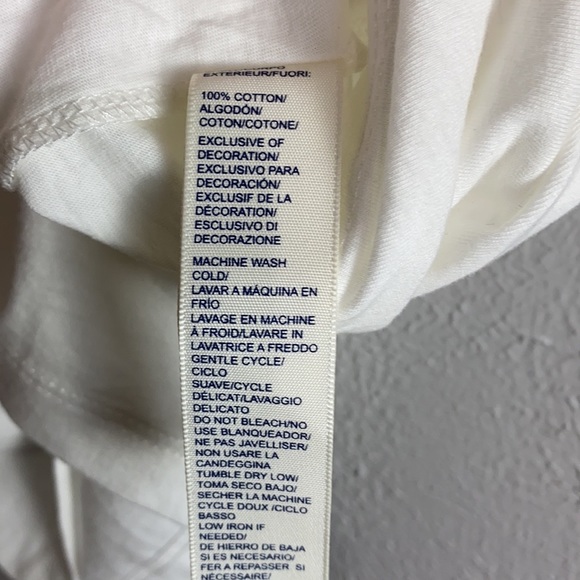 EXTÉRIEUR/FUORI:
100% COTTON/
ALGODÓN/
COTON/COTONE/
EXCLUSIVE OF
DECORATION/
EXCLUSIVO PARA
DECORACIÓN/
EXCLUSIF DE LA
DÉCORATION/
ESCLUSIVO DI
DECORAZIONE
MACHINE WASH
COLD/
LAVAR A MÁQUINA EN
FRÍO
LAVAGE EN MACHINE
À FROID/LAVARE IN
LAVATRICE A FREDDO
GENTLE CYCLE/
CICLO
SUAVE/CYCLE
DÉLICAT/LAVAGGIO
DELICATO
DO NOT BLEACH/NO
USE BLANQUEADOR/
NE PAS JAVELLISER/
NON USARE LA
CANDEGGINA
TUMBLE DRY LOW/
TOMA SECO BAJO/
SECHER LA MACHINE
CYCLE DOUX /CICLO
BASSO
LOW IRON IF
NEEDED/
DE HIERRO DE BAJA
SI ES NECESARIO/
FER A REPASSER SI
NÉCESSAIRE/